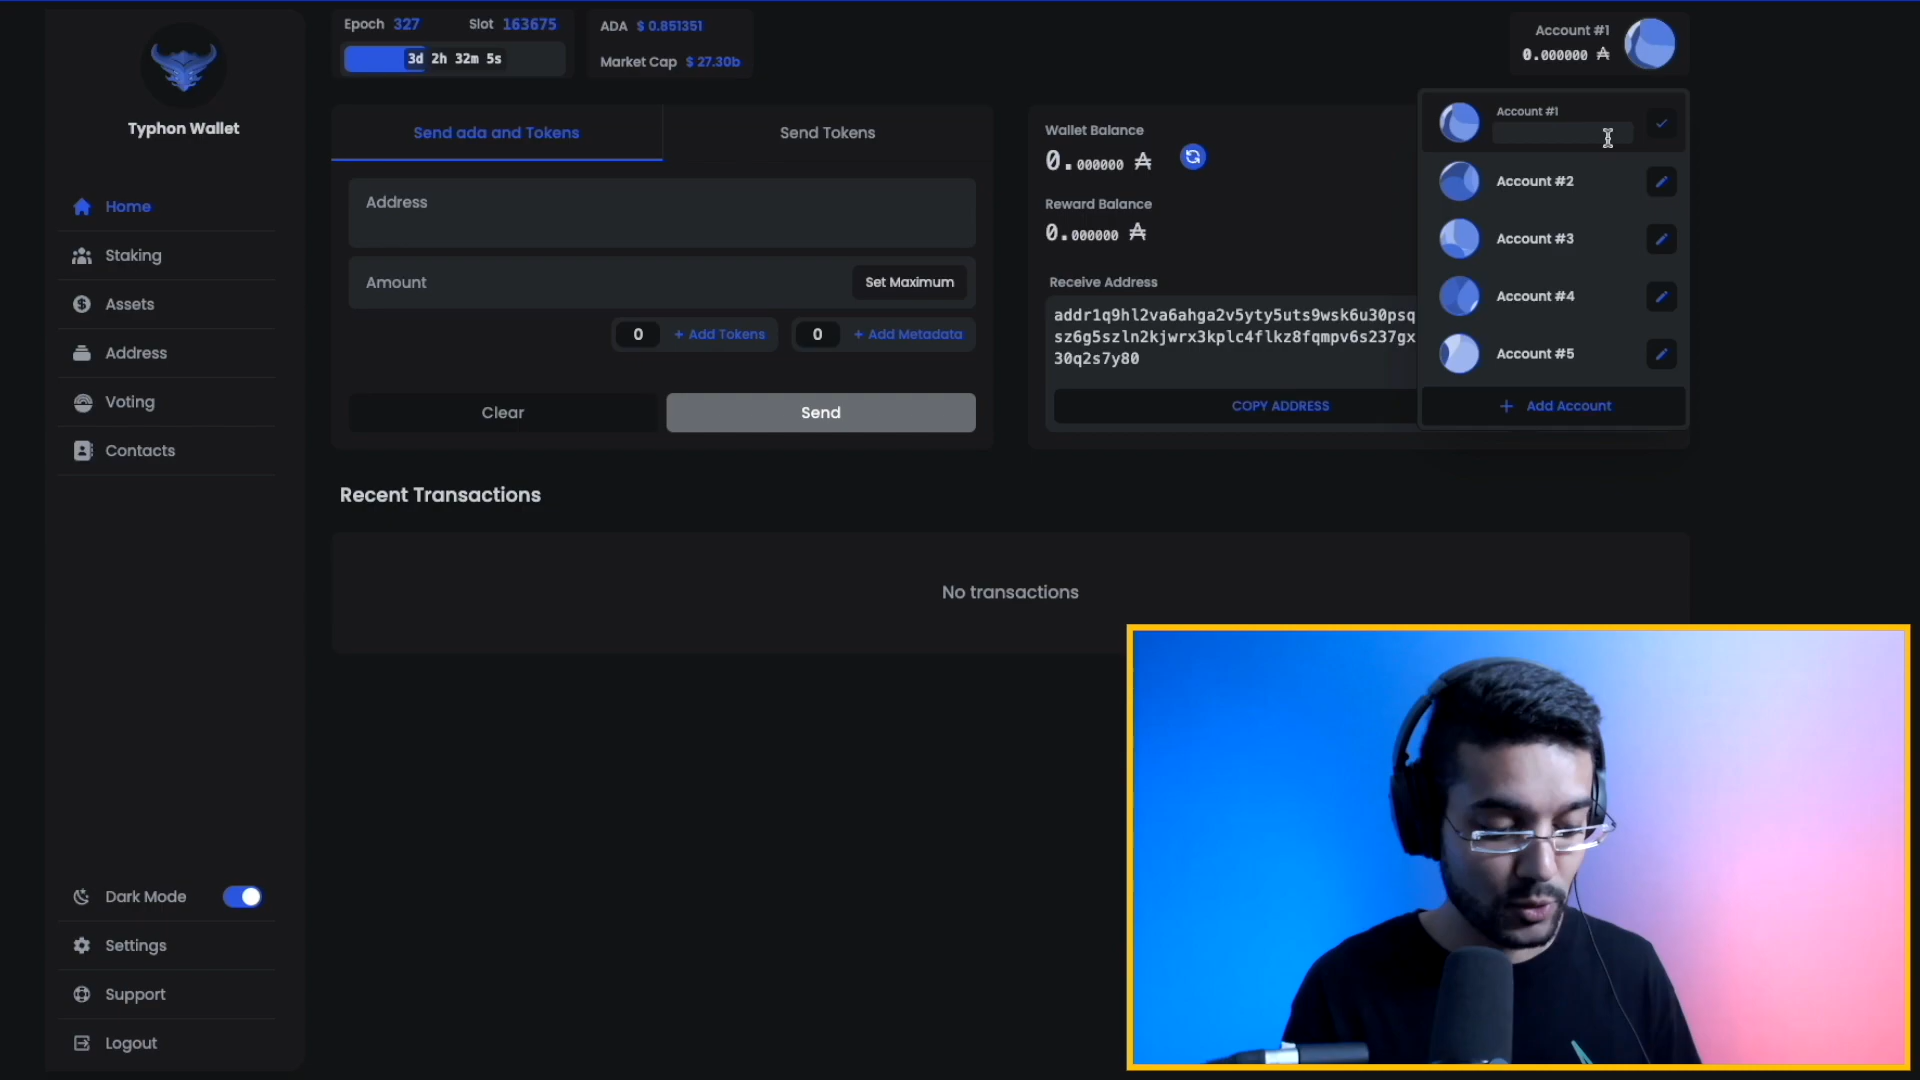 Typhon Wallet
Home
Staking
Assets
Address
Voting
Contacts
Dark Mode
Settings
Support
Logout
Epoch 327 Slot 163675
3d 2h 32m 5s
ADA $ 0.851351
Market Cap $ 27.30b
Account #1
0.000000 ₳
Send ada and Tokens
Send Tokens
Address
Amount
Set Maximum
0 + Add Tokens
0 + Add Metadata
Clear
Send
Wallet Balance
0.000000 ₳
Reward Balance
0.000000 ₳
Receive Address
addr1q9hl2va6ahga2v5yty5uts9wsk6u30psq
sz6g5szln2kjwrx3kplc4flkz8fqmpv6s237gx
30q2s7y80
COPY ADDRESS
Account #1
Account #2
Account #3
Account #4
Account #5
+ Add Account
Recent Transactions
No transactions